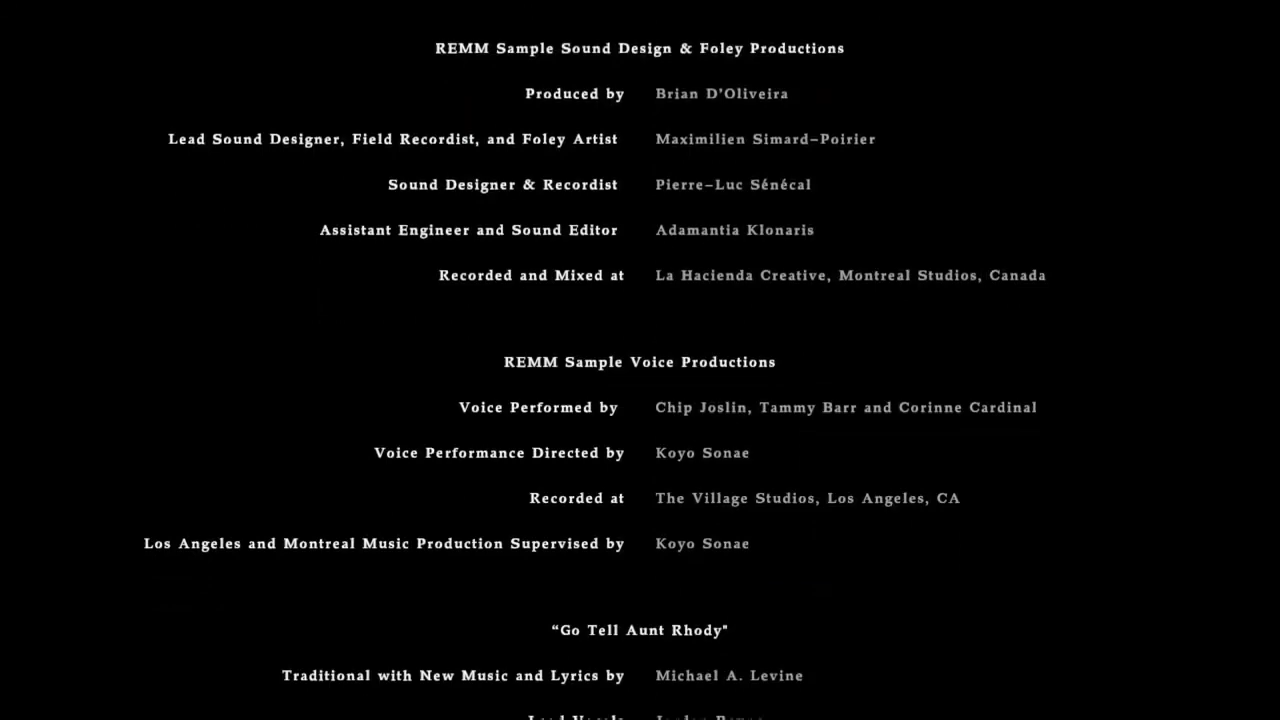 REMM Sample Sound Design & Foley Productions
Produced by Brian D'Oliveira
Lead Sound Designer, Field Recordist, and Foley Artist Maximilien Simard–Poirier
Sound Designer & Recordist Pierre–Luc Sénécal
Assistant Engineer and Sound Editor Adamantia Klonaris
Recorded and Mixed at La Hacienda Creative, Montreal Studios, Canada
REMM Sample Voice Productions
Voice Performed by Chip Joslin, Tammy Barr and Corinne Cardinal
Voice Performance Directed by Koyo Sonae
Recorded at The Village Studios, Los Angeles, CA
Los Angeles and Montreal Music Production Supervised by Koyo Sonae
“Go Tell Aunt Rhody"
Traditional with New Music and Lyrics by Michael A. Levine